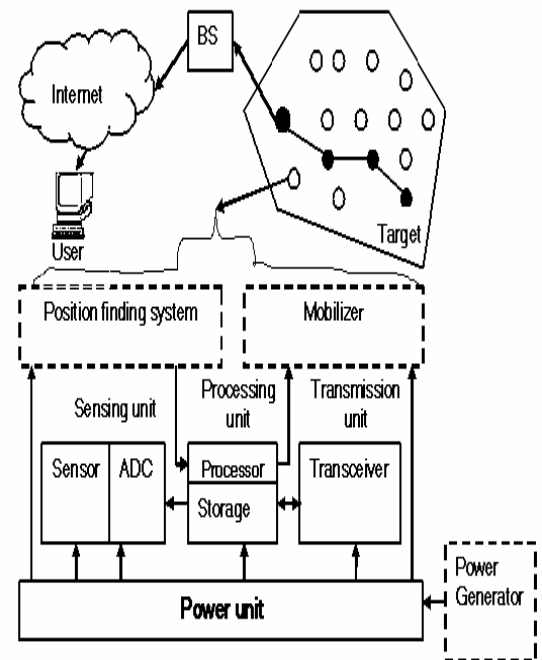 BS
Internet
User
Target
Position finding system
Mobilizer
Sensing unit
Processing
unit
Transmission
unit
Sensor
ADC
Processor
Storage
Transceiver
Power unit
Power
Generator